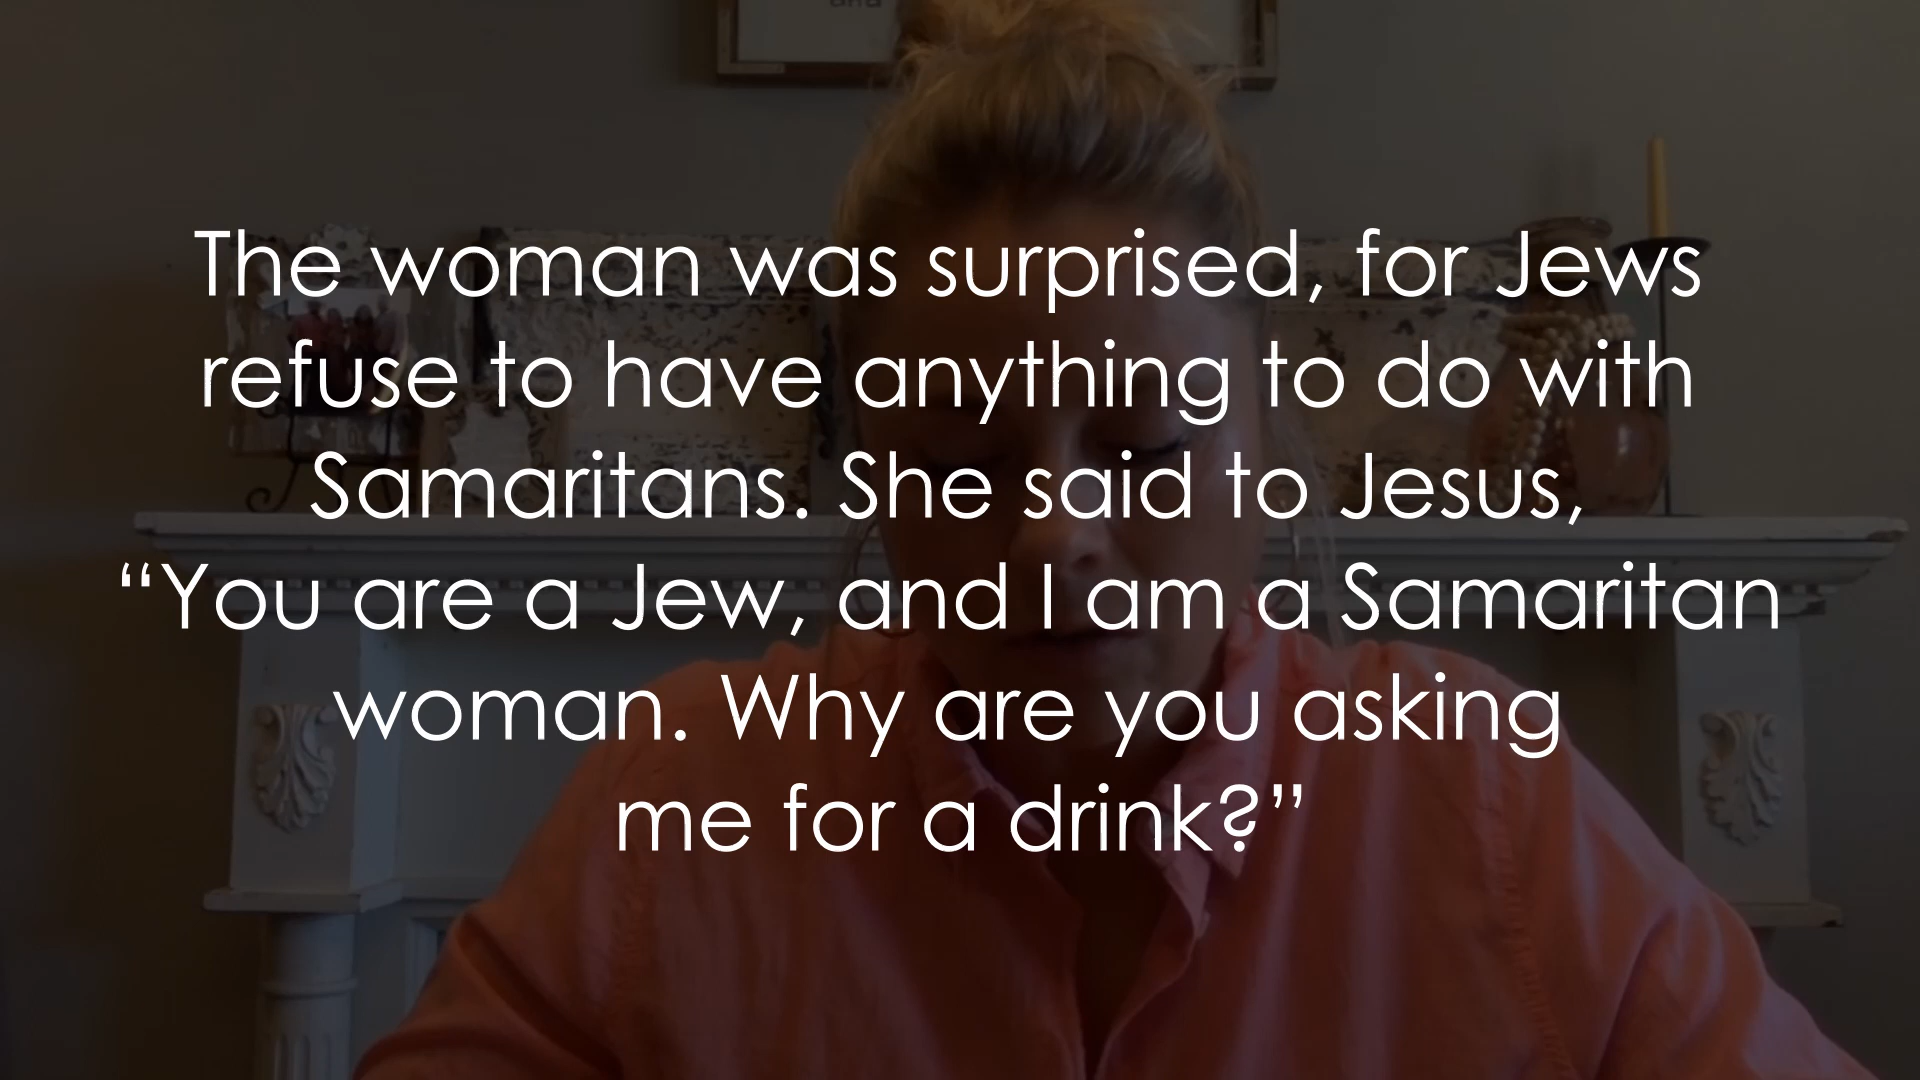 and
The woman was surprised, for Jews
refuse to have anything to do with
Samaritans. She said to Jesus,
“You are a Jew, and I am a Samaritan
woman. Why are you asking
me for a drink?”